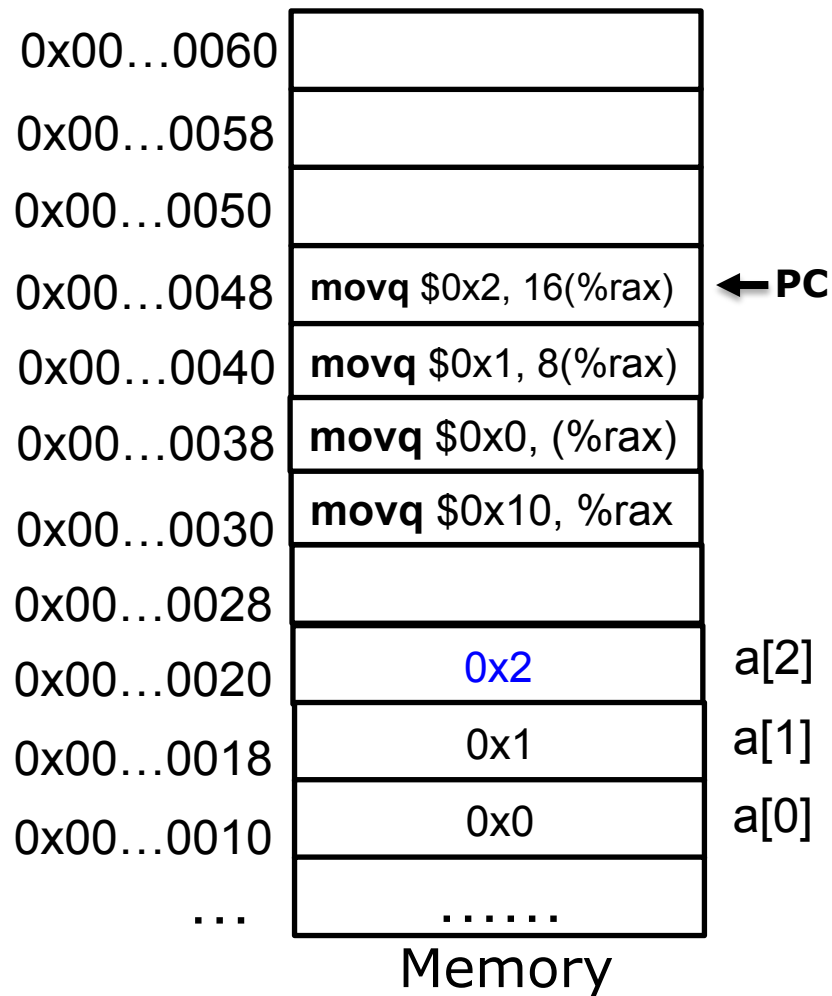 0x00…0060
0x00…0058
0x00…0050
0x00…0048 movq $0x2, 16(%rax) PC
0x00…0040 movq $0x1, 8(%rax)
0x00…0038 movq $0x0, (%rax)
0x00…0030 movq $0x10, %rax
0x00…0028
0x00…0020 0x2 a[2]
0x00…0018 0x1 a[1]
0x00…0010 0x0 a[0]
… ……
Memory